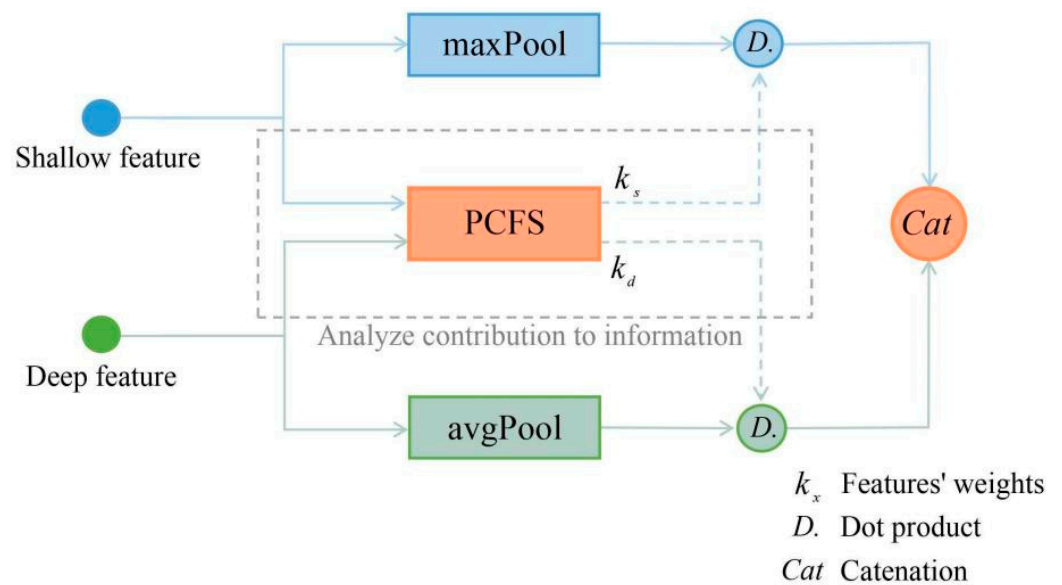 maxPool
D.
Shallow feature
k_s
PCFS
Cat
k_d
Analyze contribution to information
Deep feature
avgPool
D.
k_x Features' weights
D. Dot product
Cat Catenation